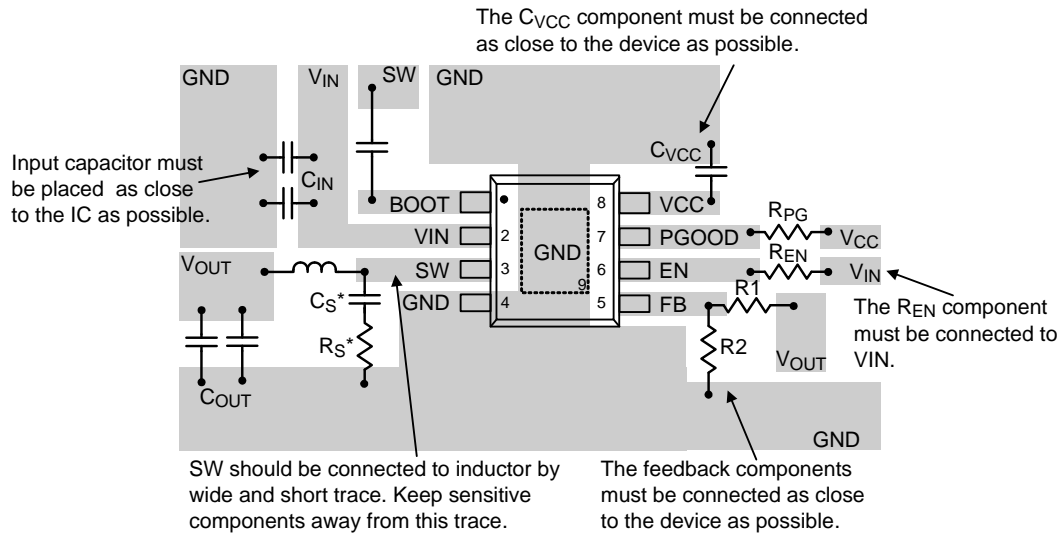 The CVCC component must be connected
as close to the device as possible.
GND
VIN
SW
GND
Input capacitor must
be placed as close
to the IC as possible.
CIN
CVCC
BOOT
8
VCC
RPG
VIN
2
7
PGOOD
VCC
GND
REN
VOUT
SW
3
6
EN
VIN
9
CS*
GND
4
5
FB
R1
The REN component
must be connected to
VIN.
RS*
R2
VOUT
COUT
GND
SW should be connected to inductor by
wide and short trace. Keep sensitive
components away from this trace.
The feedback components
must be connected as close
to the device as possible.